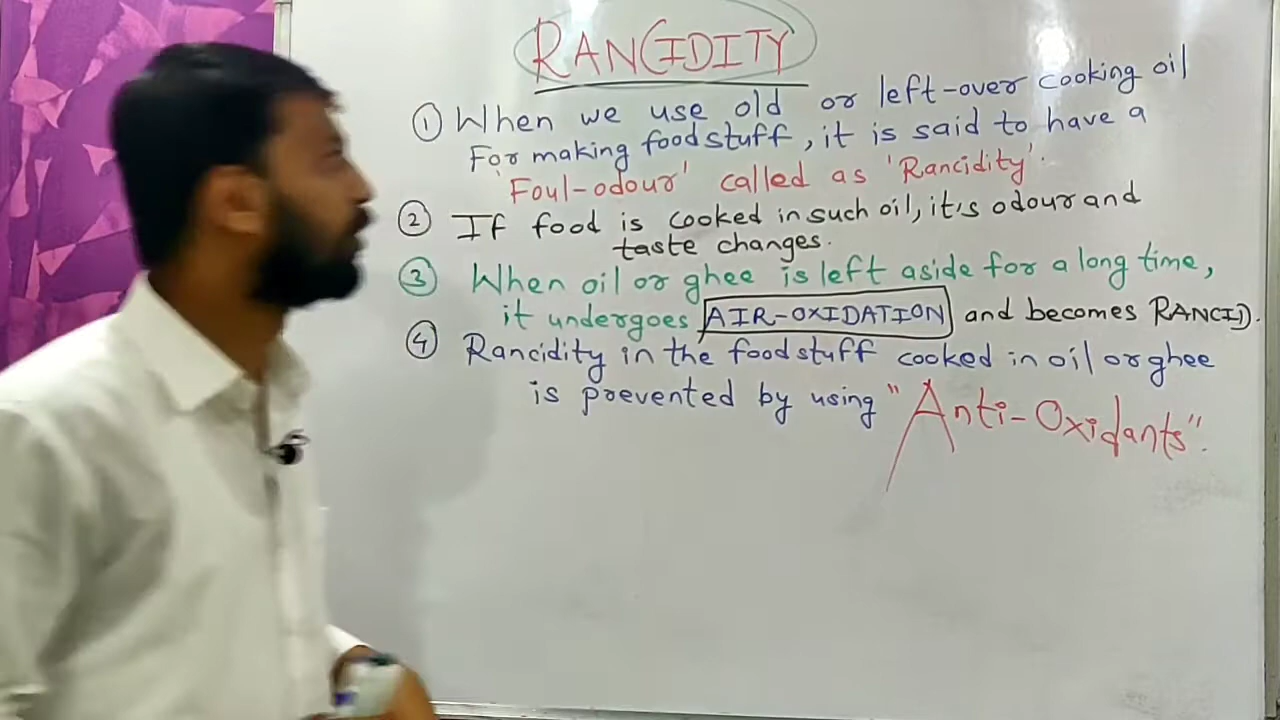 RANCIDITY
① When we use old or left-over cooking oil
For making foodstuff, it is said to have a
'Foul-odour' called as 'Rancidity'.
② If food is cooked in such oil, it's odour and
taste changes.
③ When oil or ghee is left aside for a long time,
it undergoes AIR-OXIDATION and becomes RANCID.
④ Rancidity in the foodstuff cooked in oil or ghee
is prevented by using "Anti-Oxidants".